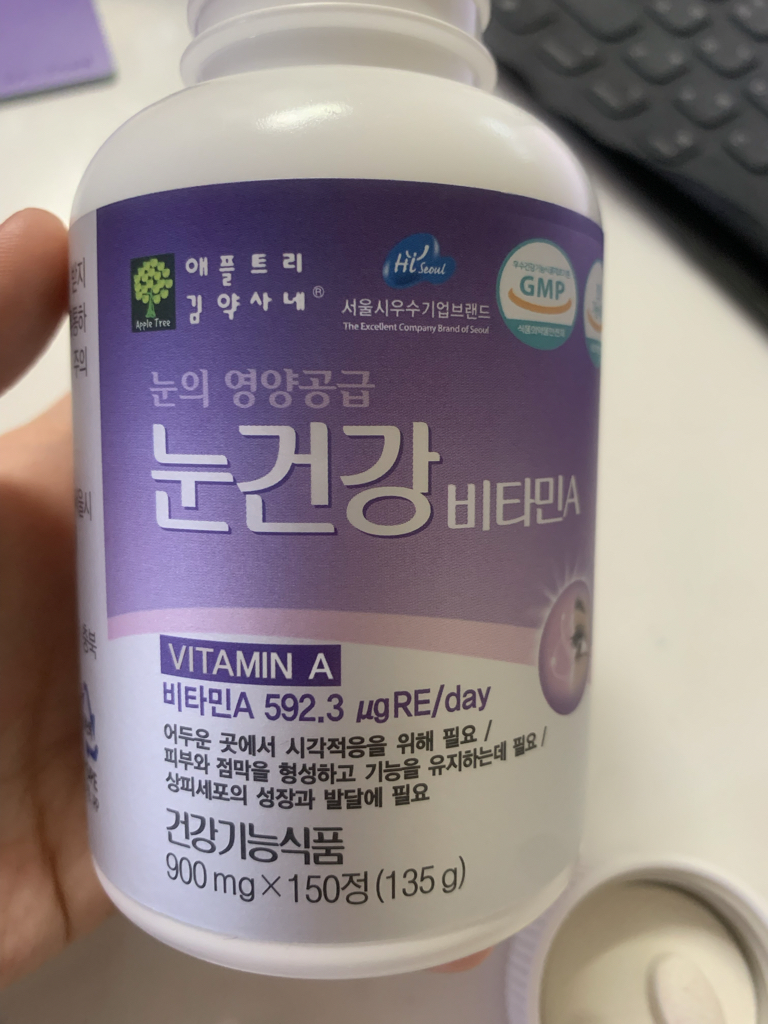 애플트리
김약사네®
Apple Tree
Hi Seoul
서울시우수기업브랜드
The Excellent Company Brand of Seoul
GMP
눈의 영양공급
눈건강 비타민A
VITAMIN A
비타민A 592.3 µgRE/day
어두운 곳에서 시각적응을 위해 필요 /
피부와 점막을 형성하고 기능을 유지하는데 필요 /
상피세포의 성장과 발달에 필요
건강기능식품
900 mg×150정(135 g)
주의
충북